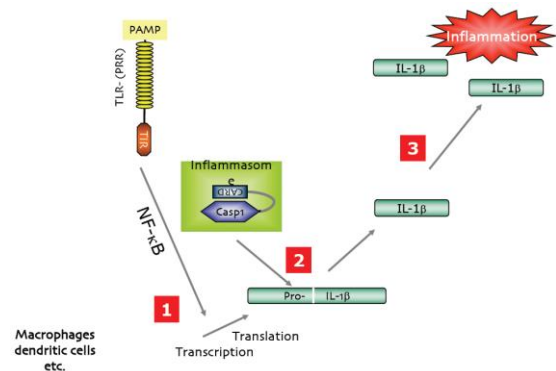 PAMP
TLR- (PRR)
TIR
NF-κB
Inflammasom
e
CARD
Casp1
1
2
3
Pro- IL-1β
Translation
Transcription
IL-1β
IL-1β
IL-1β
Inflammation
Macrophages
dendritic cells
etc.